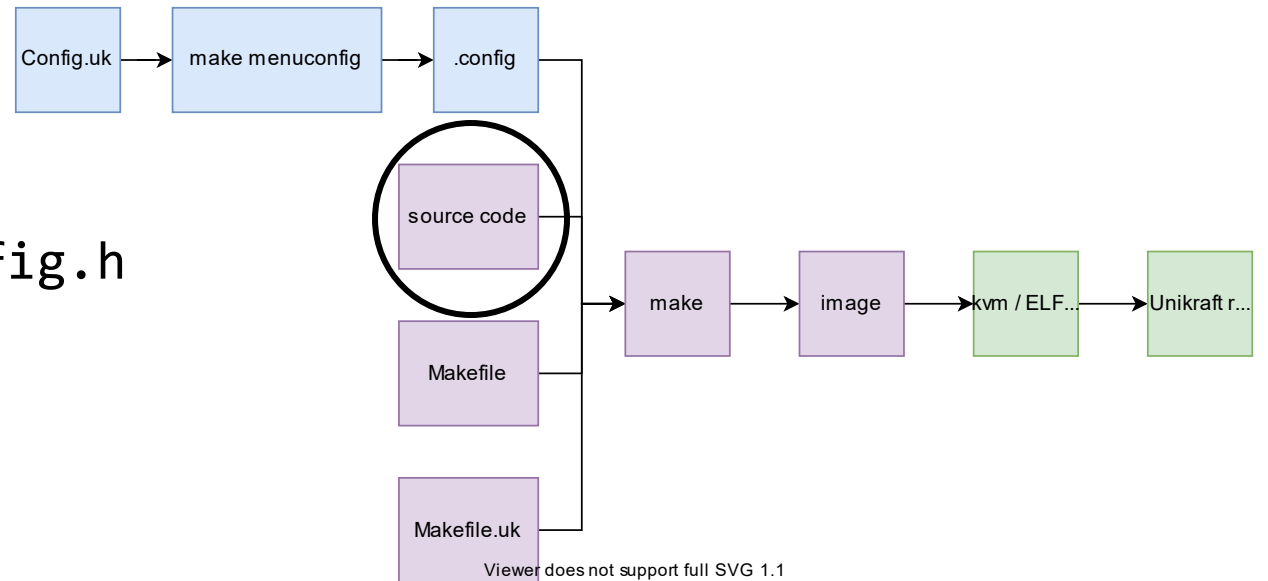 Config.uk
make menuconfig
.config
source code
fig.h
make
image
kvm / ELF...
Unikraft r...
Makefile
Makefile.uk
Viewer does not support full SVG 1.1